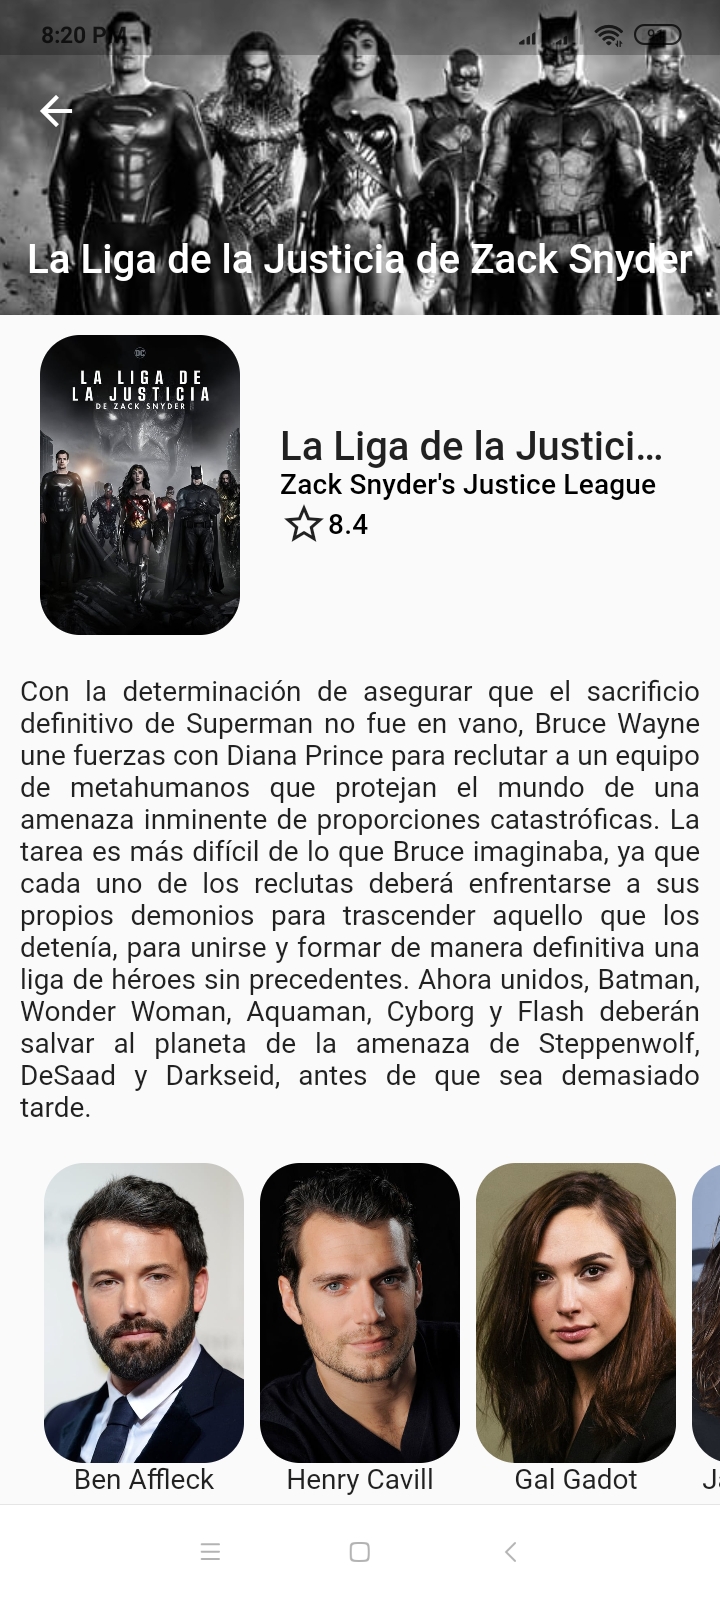 8:20 PM
La Liga de la Justicia de Zack Snyder
DC
LA LIGA DE
LA JUSTICIA
DE ZACK SNYDER
La Liga de la Justici...
Zack Snyder's Justice League
8.4
Con la determinación de asegurar que el sacrificio
definitivo de Superman no fue en vano, Bruce Wayne
une fuerzas con Diana Prince para reclutar a un equipo
de metahumanos que protejan el mundo de una
amenaza inminente de proporciones catastróficas. La
tarea es más difícil de lo que Bruce imaginaba, ya que
cada uno de los reclutas deberá enfrentarse a sus
propios demonios para trascender aquello que los
detenía, para unirse y formar de manera definitiva una
liga de héroes sin precedentes. Ahora unidos, Batman,
Wonder Woman, Aquaman, Cyborg y Flash deberán
salvar al planeta de la amenaza de Steppenwolf,
DeSaad y Darkseid, antes de que sea demasiado
tarde.
Ben Affleck
Henry Cavill
Gal Gadot